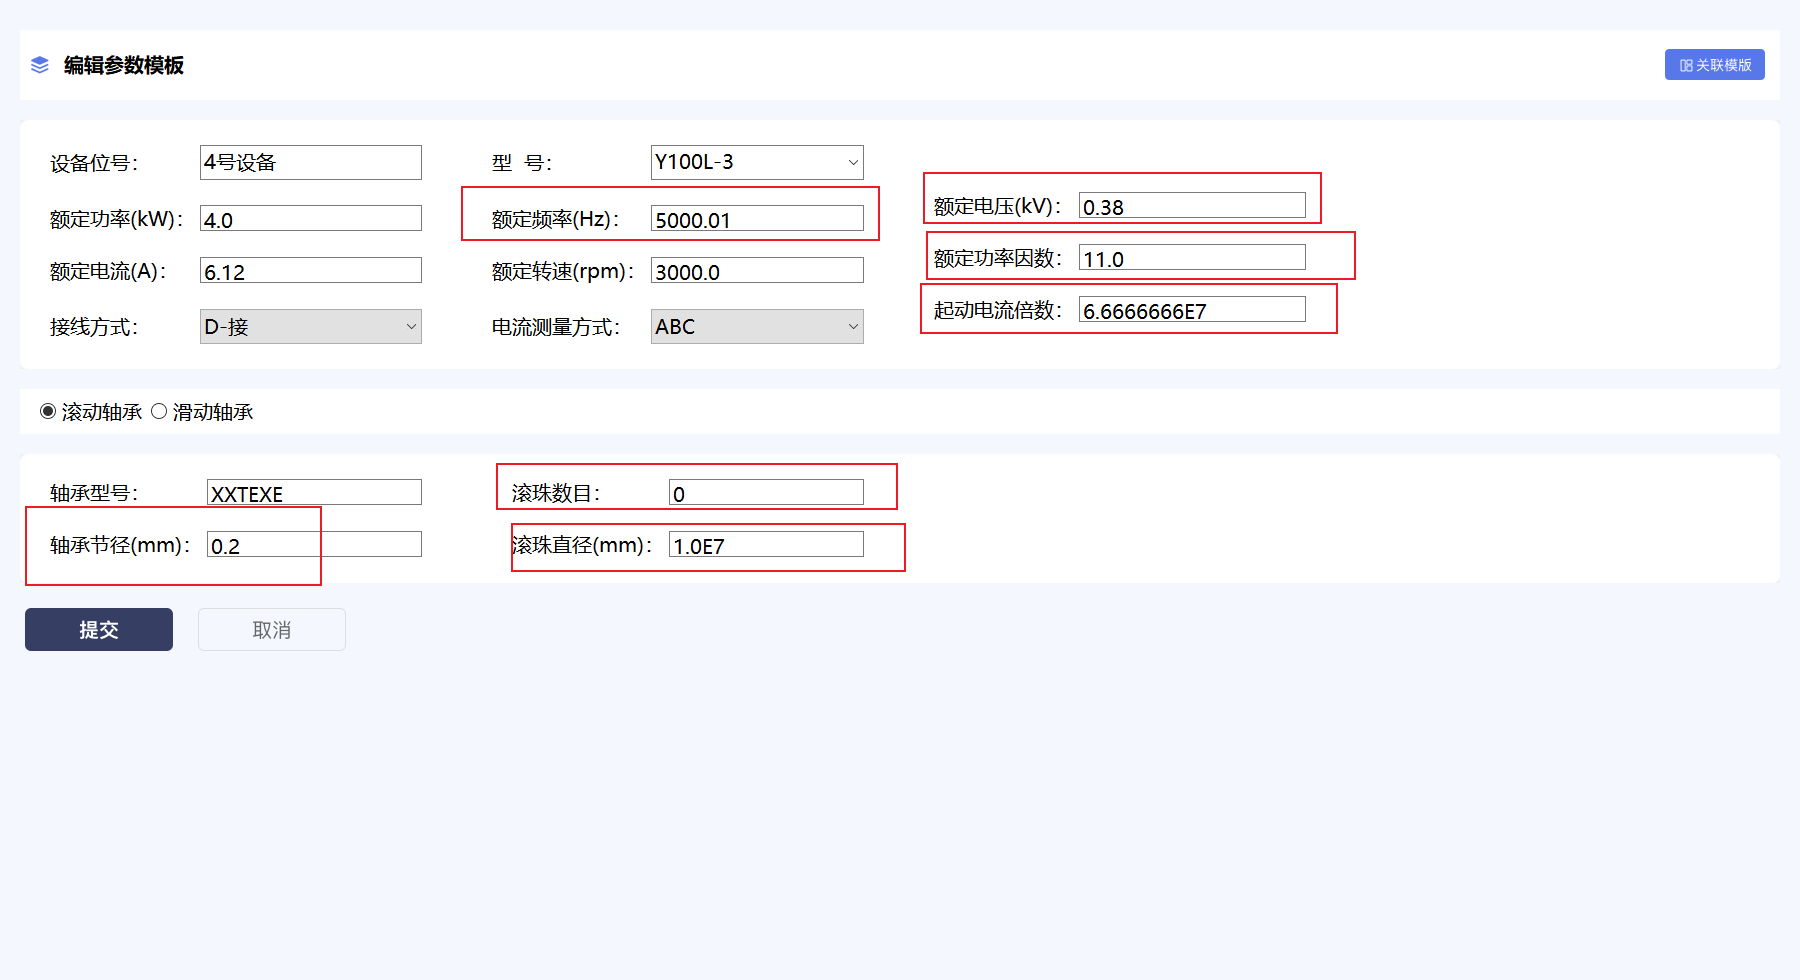 编辑参数模板
关联模版
设备位号： 4号设备 型 号： Y100L-3
额定功率(kW)： 4.0 额定频率(Hz)： 5000.01 额定电压(kV)： 0.38
额定电流(A)： 6.12 额定转速(rpm)： 3000.0 额定功率因数： 11.0
接线方式： D-接 电流测量方式： ABC 起动电流倍数： 6.6666666E7
滚动轴承 滑动轴承
轴承型号： XXTEXE 滚珠数目： 0
轴承节径(mm)： 0.2 滚珠直径(mm)： 1.0E7
提交 取消